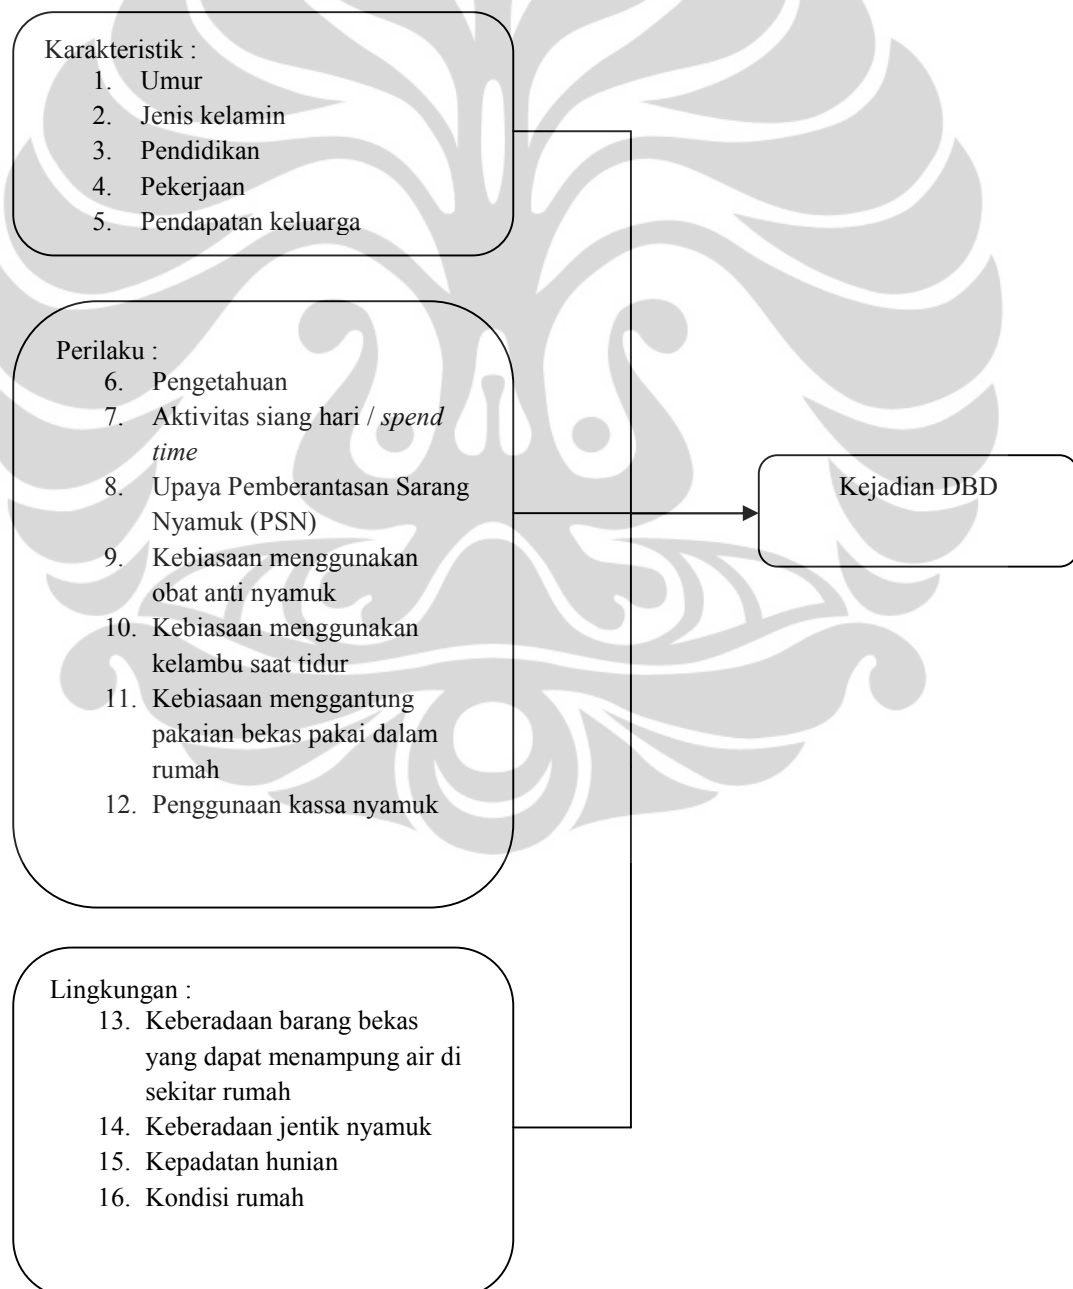 Karakteristik :
1. Umur
2. Jenis kelamin
3. Pendidikan
4. Pekerjaan
5. Pendapatan keluarga
Perilaku :
6. Pengetahuan
7. Aktivitas siang hari / spend
time
8. Upaya Pemberantasan Sarang
Nyamuk (PSN)
9. Kebiasaan menggunakan
obat anti nyamuk
10. Kebiasaan menggunakan
kelambu saat tidur
11. Kebiasaan menggantung
pakaian bekas pakai dalam
rumah
12. Penggunaan kassa nyamuk
Kejadian DBD
Lingkungan :
13. Keberadaan barang bekas
yang dapat menampung air di
sekitar rumah
14. Keberadaan jentik nyamuk
15. Kepadatan hunian
16. Kondisi rumah